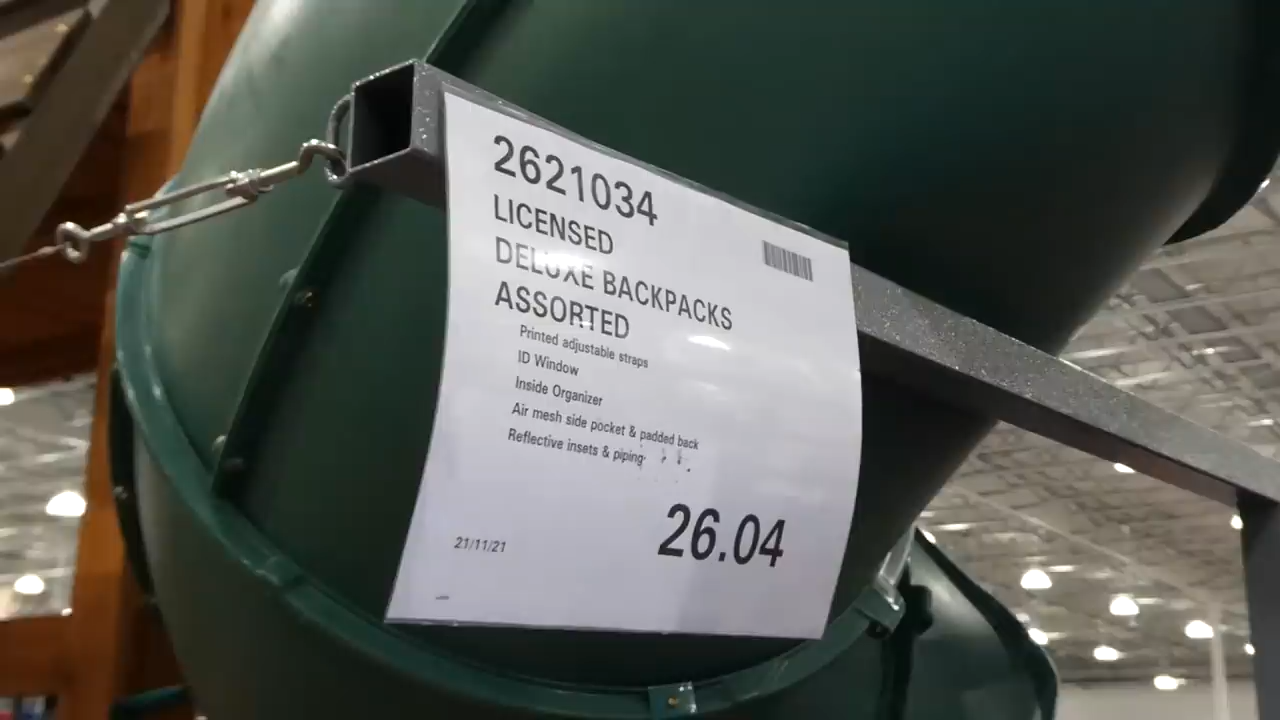 2621034
LICENSED
DELUXE BACKPACKS
ASSORTED
Printed adjustable straps
ID Window
Inside Organizer
Air mesh side pocket & padded back
Reflective insets & piping
26.04
21/11/21